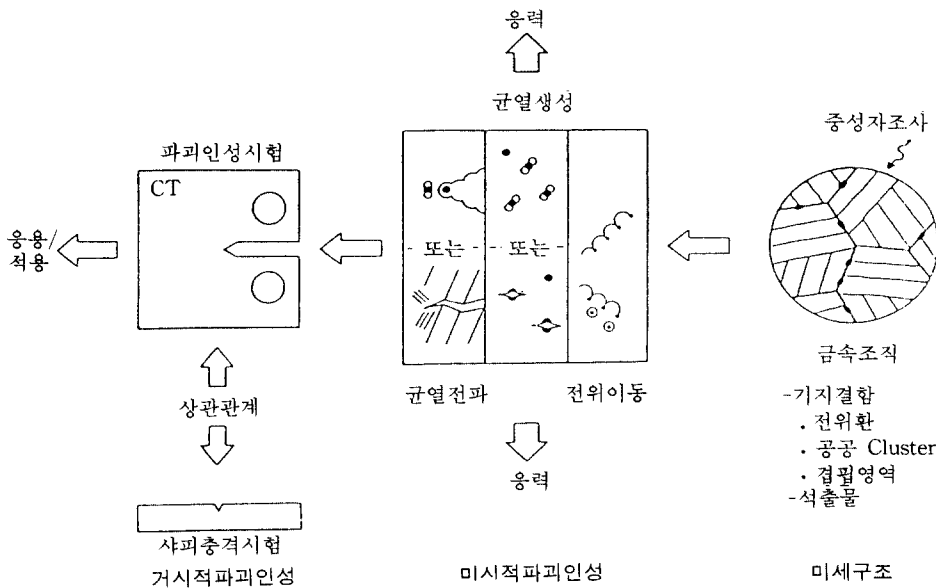 응력
균열생성
중성자조사
파괴인성시험
CT
응용/
적용
또는
또는
금속조직
균열전파
전위이동
상관관계
응력
-기지결함
. 전위환
. 공공 Cluster
. 결핍영역
-석출물
샤피충격시험
거시적파괴인성
미시적파괴인성
미세구조